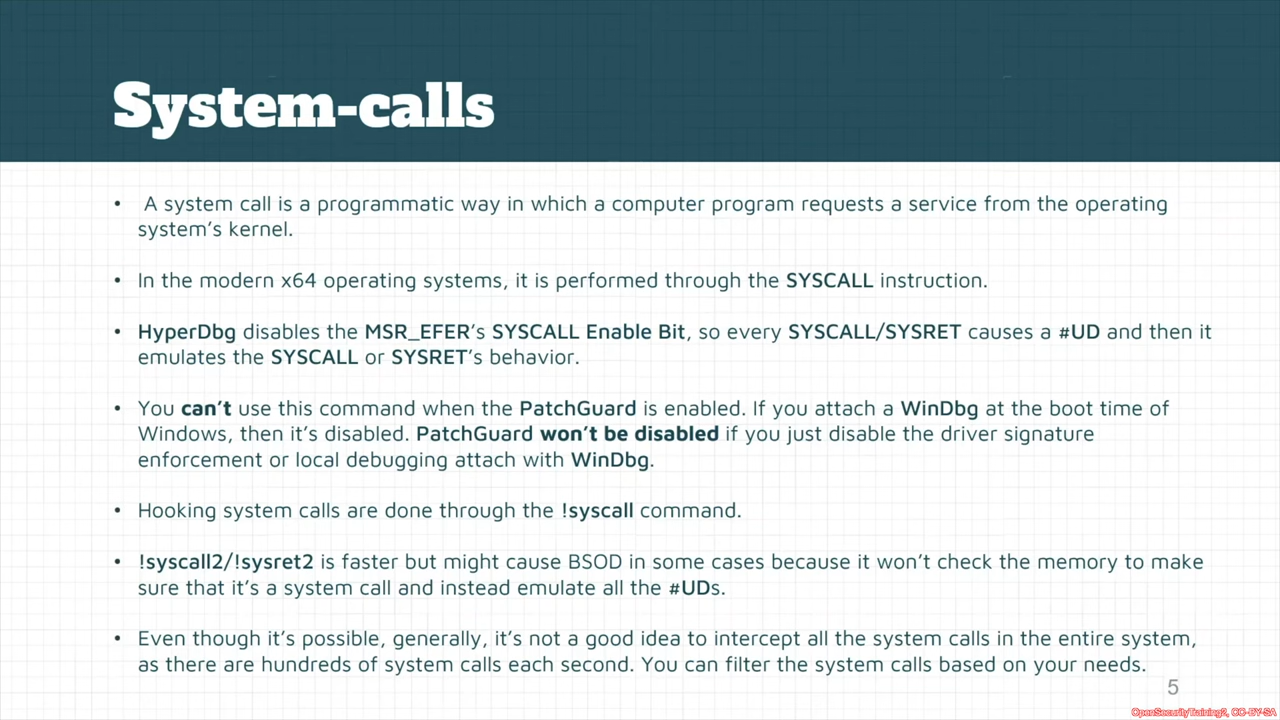 System-calls
• A system call is a programmatic way in which a computer program requests a service from the operating
system's kernel.
• In the modern x64 operating systems, it is performed through the SYSCALL instruction.
• HyperDbg disables the MSR_EFER's SYSCALL Enable Bit, so every SYSCALL/SYSRET causes a #UD and then it
emulates the SYSCALL or SYSRET's behavior.
• You can't use this command when the PatchGuard is enabled. If you attach a WinDbg at the boot time of
Windows, then it's disabled. PatchGuard won't be disabled if you just disable the driver signature
enforcement or local debugging attach with WinDbg.
• Hooking system calls are done through the !syscall command.
• !syscall2/!sysret2 is faster but might cause BSOD in some cases because it won't check the memory to make
sure that it's a system call and instead emulate all the #UDs.
• Even though it's possible, generally, it's not a good idea to intercept all the system calls in the entire system,
as there are hundreds of system calls each second. You can filter the system calls based on your needs.
5
OpenSecurityTraining2, CC-BY-SA